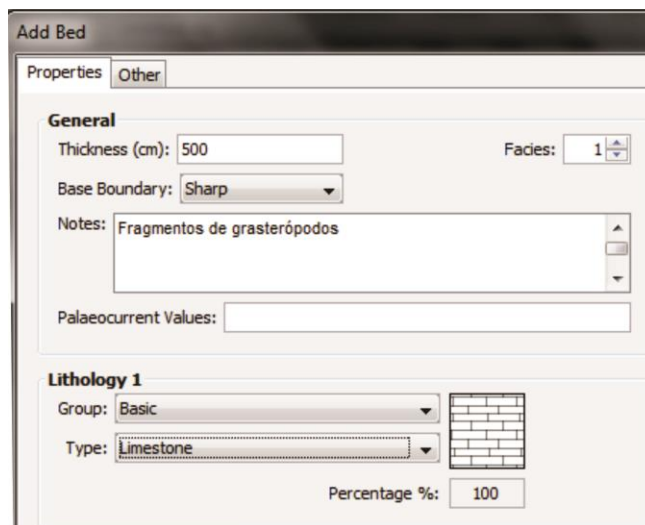 Add Bed
Properties Other
General
Thickness (cm): 500 Facies: 1
Base Boundary: Sharp
Notes: Fragmentos de grasterópodos
Palaeocurrent Values:
Lithology 1
Group: Basic
Type: Limestone
Percentage %: 100